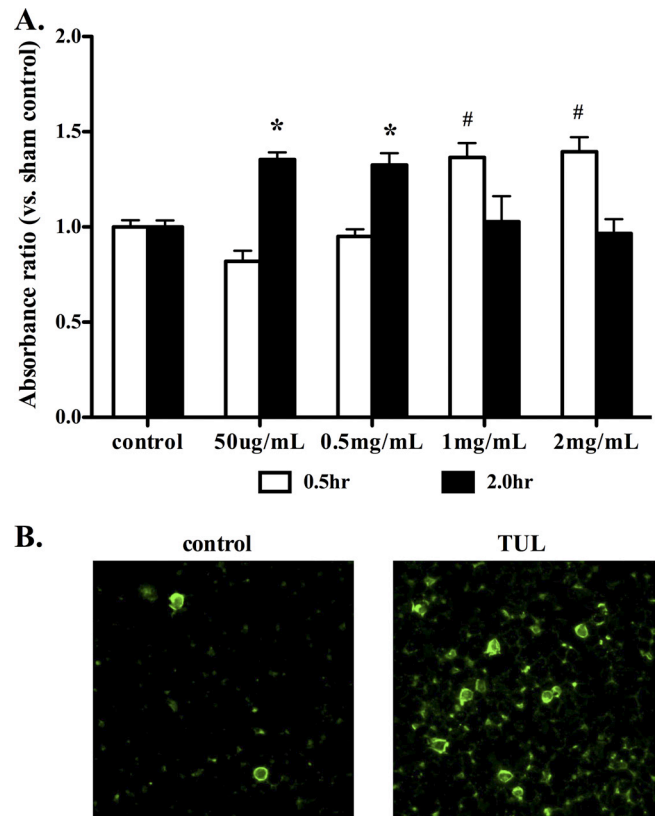 A.
Absorbance ratio (vs. sham control)
2.0
1.5
1.0
0.5
0.0
*
*
#
#
control 50ug/mL 0.5mg/mL 1mg/mL 2mg/mL
0.5hr 2.0hr
B.
control TUL